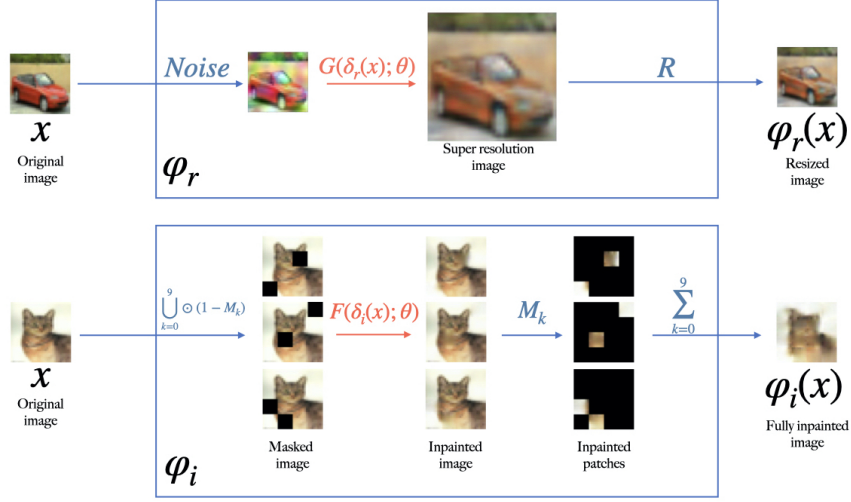 Noise
G(δᵣ(x); θ)
R
x
Original
image
φᵣ
Super resolution
image
φᵣ(x)
Resized
image
9
⋃ ⊙ (1 − Mₖ)
k=0
F(δᵢ(x); θ)
Mₖ
9
∑
k=0
x
Original
image
φᵢ
Masked
image
Inpainted
image
Inpainted
patches
φᵢ(x)
Fully inpainted
image